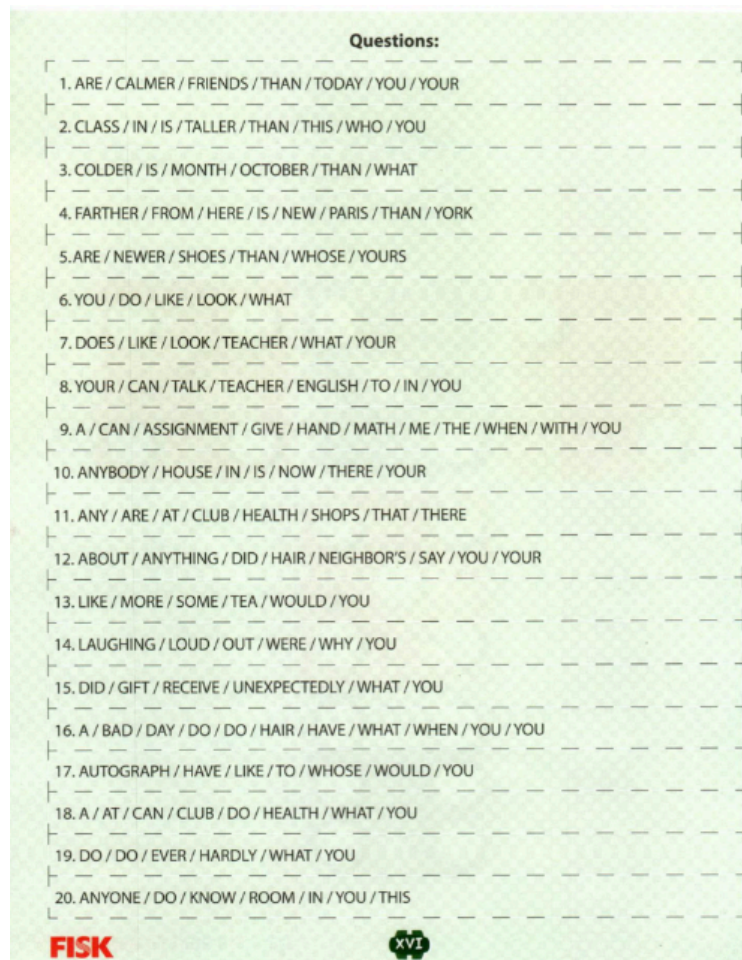 Questions:
1. ARE / CALMER / FRIENDS / THAN / TODAY / YOU / YOUR
2. CLASS / IN / IS / TALLER / THAN / THIS / WHO / YOU
3. COLDER / IS / MONTH / OCTOBER / THAN / WHAT
4. FARTHER / FROM / HERE / IS / NEW / PARIS / THAN / YORK
5.ARE / NEWER / SHOES / THAN / WHOSE / YOURS
6. YOU / DO / LIKE / LOOK / WHAT
7. DOES / LIKE / LOOK / TEACHER / WHAT / YOUR
8. YOUR / CAN / TALK / TEACHER / ENGLISH / TO / IN / YOU
9. A / CAN / ASSIGNMENT / GIVE / HAND / MATH / ME / THE / WHEN / WITH / YOU
10. ANYBODY / HOUSE / IN / IS / NOW / THERE / YOUR
11. ANY / ARE / AT / CLUB / HEALTH / SHOPS / THAT / THERE
12. ABOUT / ANYTHING / DID / HAIR / NEIGHBOR'S / SAY / YOU / YOUR
13. LIKE / MORE / SOME / TEA / WOULD / YOU
14. LAUGHING / LOUD / OUT / WERE / WHY / YOU
15. DID / GIFT / RECEIVE / UNEXPECTEDLY / WHAT / YOU
16. A / BAD / DAY / DO / DO / HAIR / HAVE / WHAT / WHEN / YOU / YOU
17. AUTOGRAPH / HAVE / LIKE / TO / WHOSE / WOULD / YOU
18. A / AT / CAN / CLUB / DO / HEALTH / WHAT / YOU
19. DO / DO / EVER / HARDLY / WHAT / YOU
20. ANYONE / DO / KNOW / ROOM / IN / YOU / THIS
FISK
XVI